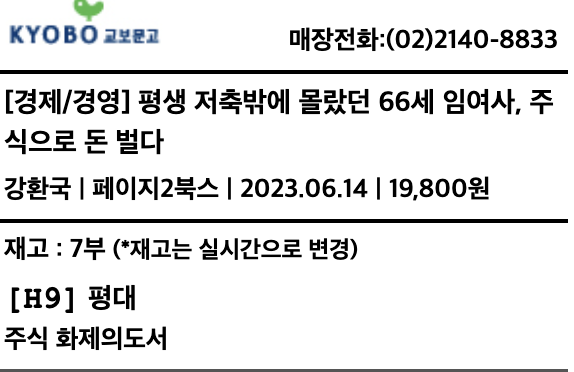 KYOBO 교보문고
매장전화:(02)2140-8833
[경제/경영] 평생 저축밖에 몰랐던 66세 임여사, 주
식으로 돈 벌다
강환국 | 페이지2북스 | 2023.06.14 | 19,800원
재고 : 7부 (*재고는 실시간으로 변경)
[H9] 평대
주식 화제의도서